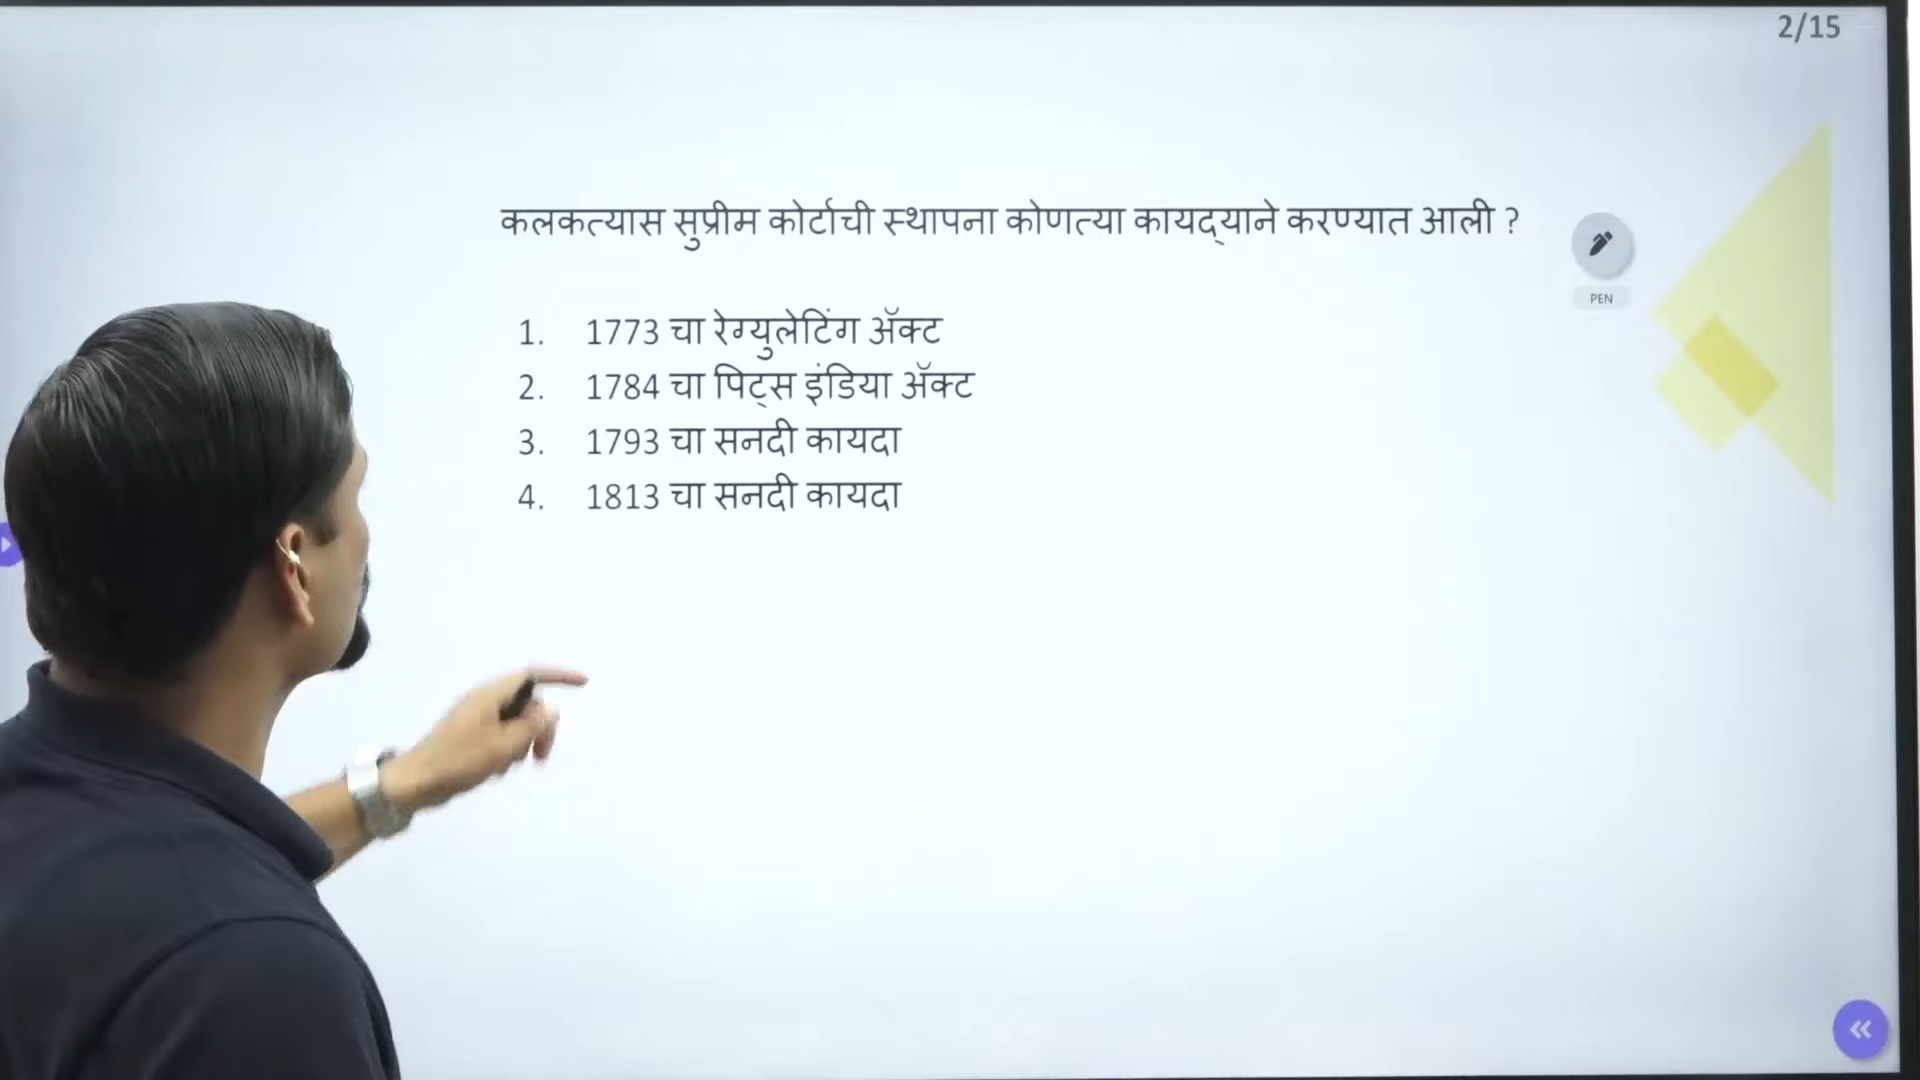 2/15
कलकत्यास सुप्रीम कोर्टाची स्थापना कोणत्या कायद्याने करण्यात आली ?
PEN
1. 1773 चा रेग्युलेटिंग ॲक्ट
2. 1784 चा पिट्स इंडिया ॲक्ट
3. 1793 चा सनदी कायदा
4. 1813 चा सनदी कायदा